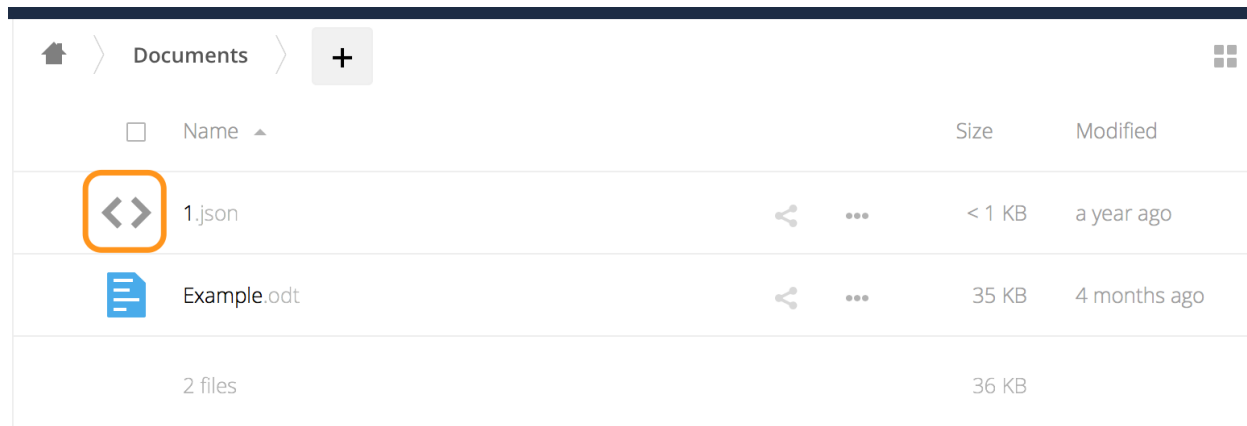 Documents +
Name Size Modified
1.json < 1 KB a year ago
Example.odt 35 KB 4 months ago
2 files 36 KB